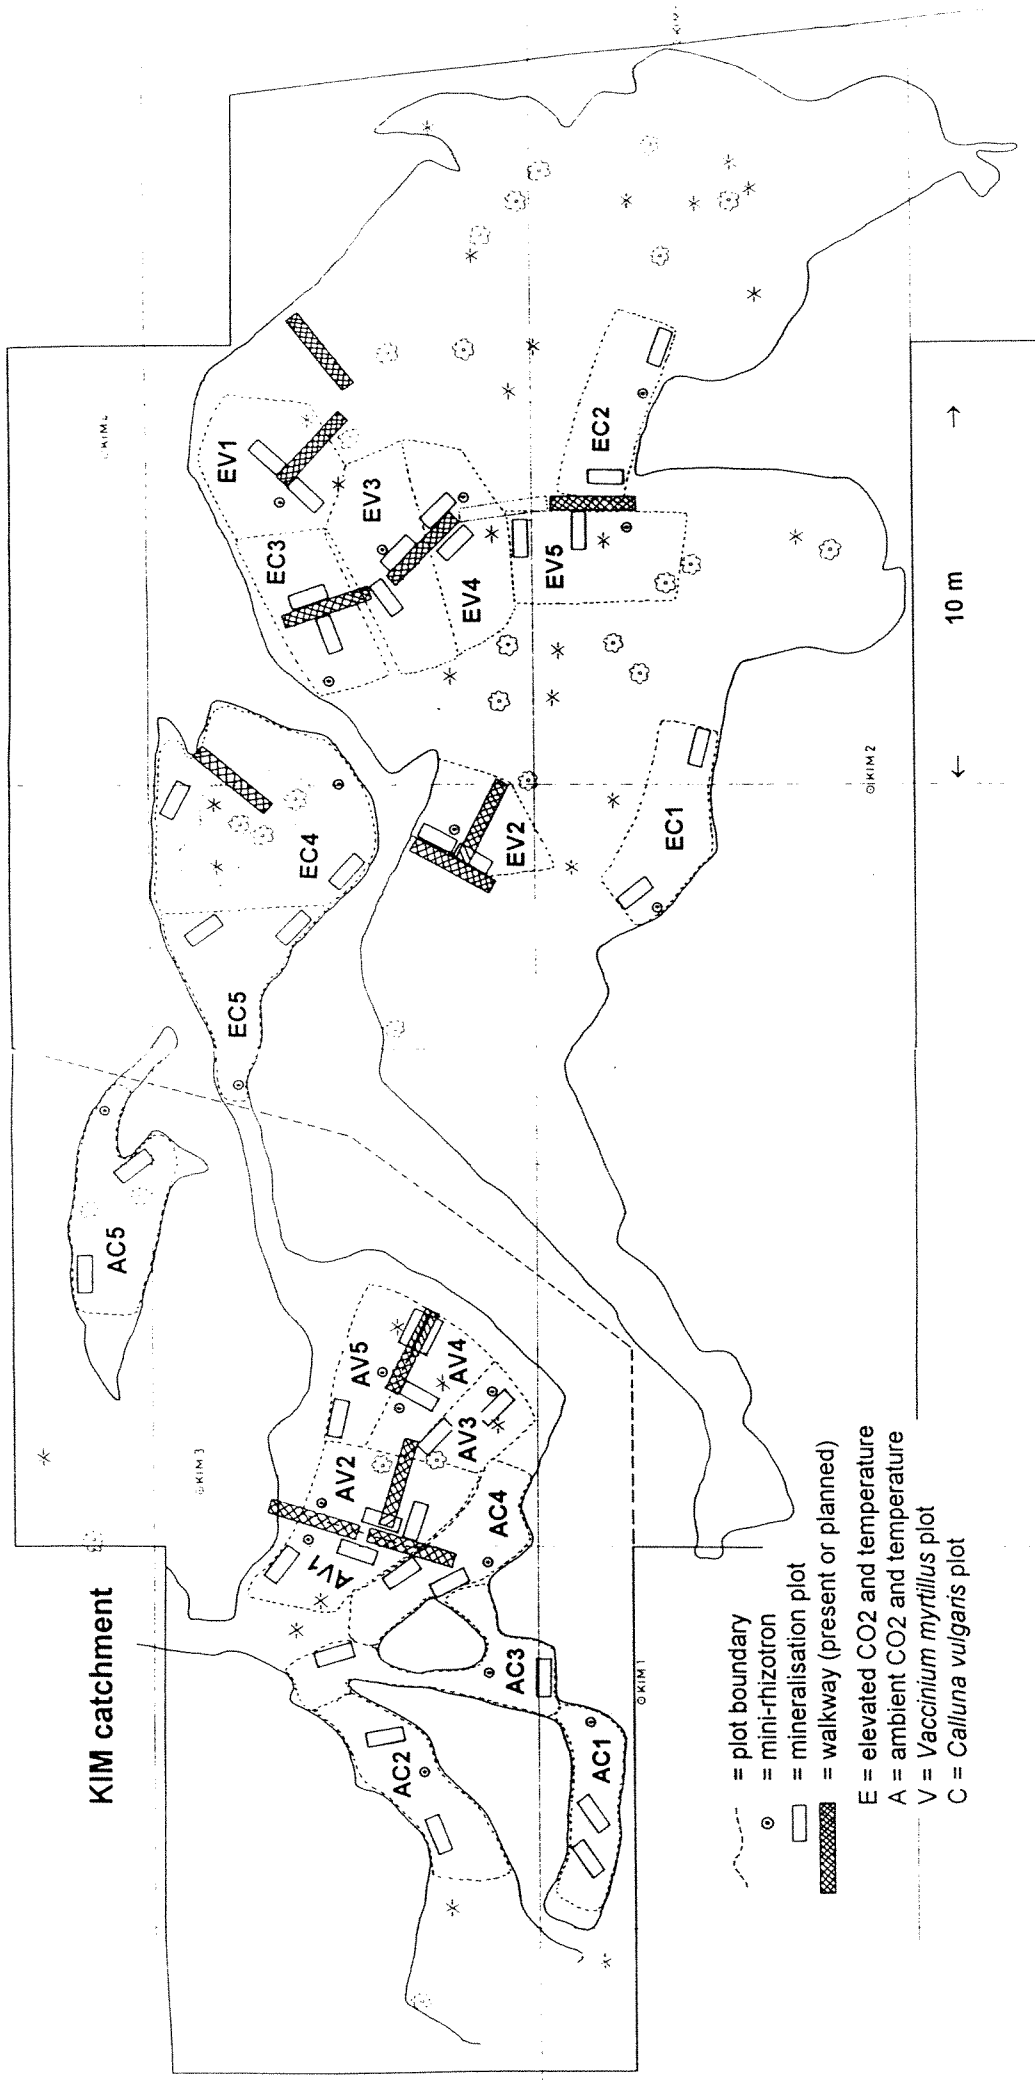 KIM catchment
AC5
EC5
EC4
EC3
EV1
EV3
EV4
EV5
EC2
EV2
EC1
AV5
AV4
AV2
AV3
AV1
AC4
AC3
AC2
AC1
KIM 3
KIM 1
KIM 2
KIM 4
10 m
= plot boundary
= mini-rhizotron
= mineralisation plot
= walkway (present or planned)
E = elevated CO2 and temperature
A = ambient CO2 and temperature
V = Vaccinium myrtillus plot
C = Calluna vulgaris plot